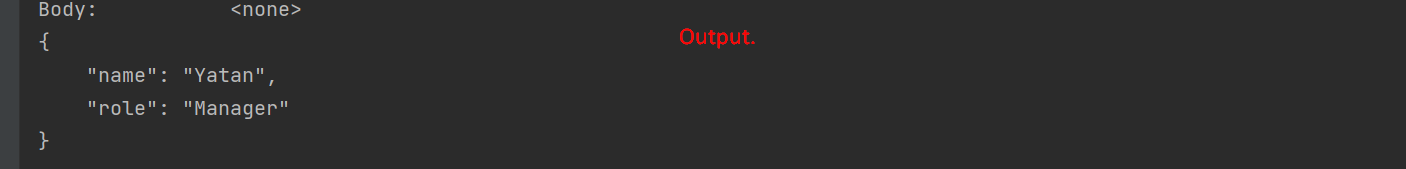 Body:           <none>
{
Output.
    "name": "Yatan",
    "role": "Manager"
}